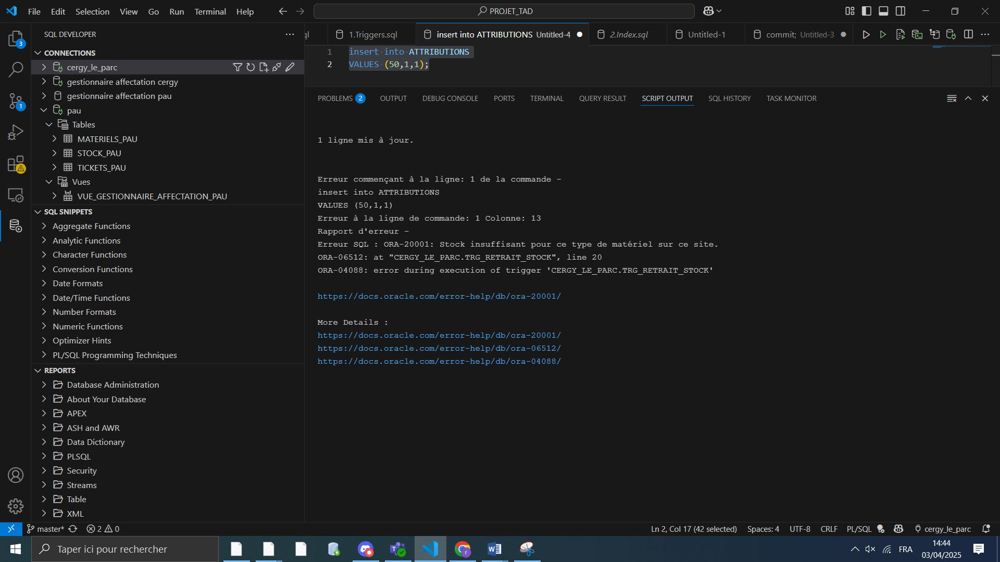 File Edit Selection View Go Run Terminal Help
PROJET_TAD
SQL DEVELOPER
CONNECTIONS
cergy_le_parc
gestionnaire affectation cergy
gestionnaire affectation pau
pau
Tables
MATERIELS_PAU
STOCK_PAU
TICKETS_PAU
Vues
VUE_GESTIONNAIRE_AFFECTATION_PAU
SQL SNIPPETS
Aggregate Functions
Analytic Functions
Character Functions
Conversion Functions
Date Formats
Date/Time Functions
Number Formats
Numeric Functions
Optimizer Hints
PL/SQL Programming Techniques
REPORTS
Database Administration
About Your Database
APEX
ASH and AWR
Data Dictionary
PLSQL
Security
Streams
Table
XML
3
1
ql 1.Triggers.sql insert into ATTRIBUTIONS Untitled-4 2.Index.sql Untitled-1 commit; Untitled-3
1 insert into ATTRIBUTIONS
2 VALUES (50,1,1);
PROBLEMS 2 OUTPUT DEBUG CONSOLE PORTS TERMINAL QUERY RESULT SCRIPT OUTPUT SQL HISTORY TASK MONITOR
1 ligne mis à jour.
Erreur commençant à la ligne: 1 de la commande -
insert into ATTRIBUTIONS
VALUES (50,1,1)
Erreur à la ligne de commande: 1 Colonne: 13
Rapport d'erreur -
Erreur SQL : ORA-20001: Stock insuffisant pour ce type de matériel sur ce site.
ORA-06512: at "CERGY_LE_PARC.TRG_RETRAIT_STOCK", line 20
ORA-04088: error during execution of trigger 'CERGY_LE_PARC.TRG_RETRAIT_STOCK'
https://docs.oracle.com/error-help/db/ora-20001/
More Details :
https://docs.oracle.com/error-help/db/ora-20001/
https://docs.oracle.com/error-help/db/ora-06512/
https://docs.oracle.com/error-help/db/ora-04088/
master* 2 0 Ln 2, Col 17 (42 selected) Spaces: 4 UTF-8 CRLF PL/SQL cergy_le_parc
Taper ici pour rechercher
FRA
14:44
03/04/2025